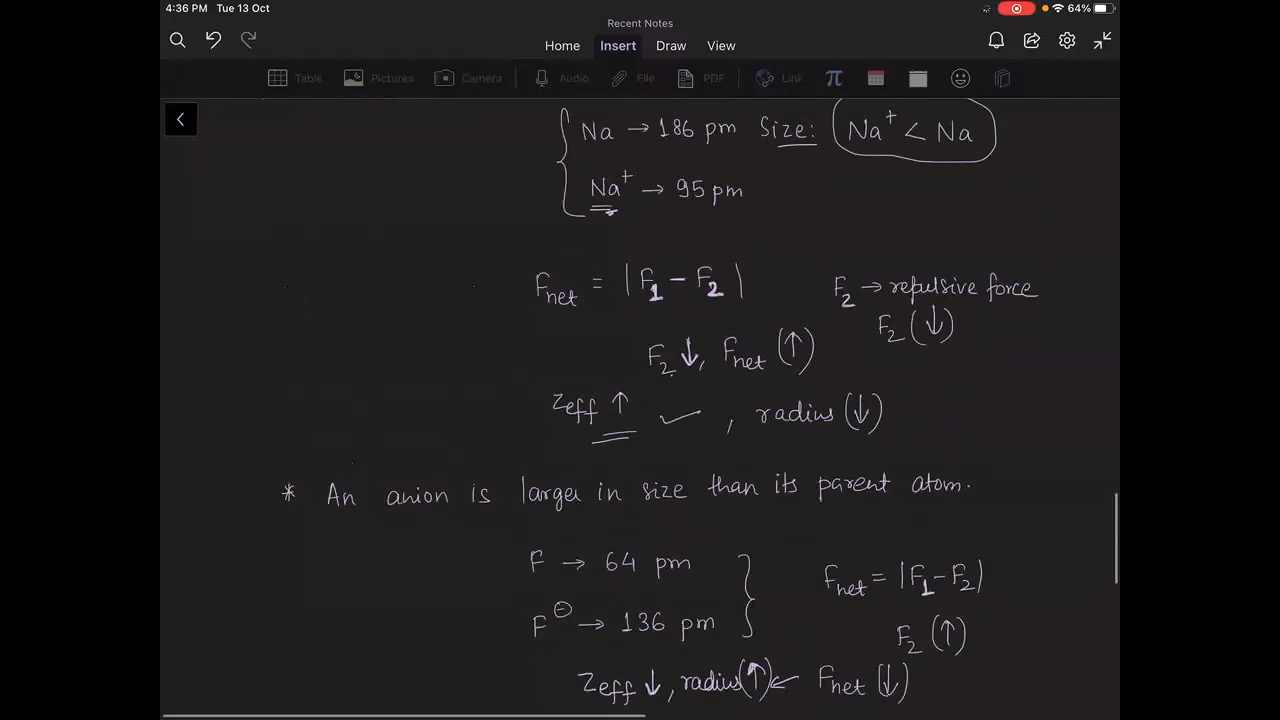 4:36 PM Tue 13 Oct 64%
Recent Notes
Home Insert Draw View
Table Pictures Camera Audio File PDF Link π
Na → 186 pm Size: Na⁺ < Na
Na⁺ → 95 pm
Fnet = |F₁ − F₂| F₂ → repulsive force
F₂ (↓)
F₂ ↓, Fnet (↑)
Zeff ↑ ✓, radius (↓)
* An anion is larger in size than its parent atom.
F → 64 pm
Fnet = |F₁ − F₂|
F⊖ → 136 pm
F₂ (↑)
Zeff ↓, radius (↑) ← Fnet (↓)